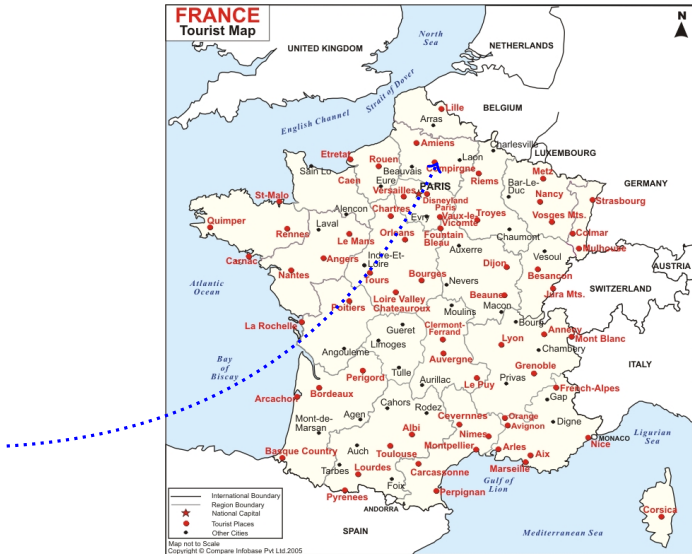 FRANCE
Tourist Map
N
North
Sea
UNITED KINGDOM
NETHERLANDS
Strait of Dover
English Channel
BELGIUM
Lille
Arras
Amiens
Charlesville
LUXEMBOURG
Etretat
Rouen
Beauvais
Laon
Compirgne
Sain Lo
Caen
Eure
Riems
Metz
GERMANY
Versailles
PARIS
Bar-Le-
Duc
Nancy
Strasbourg
St-Malo
Alencon
Chartres
Disneyland
Paris
Evry
Vaux-le-
Vicomte
Troyes
Vosges Mts.
Quimper
Laval
Rennes
Le Mans
Orleans
Fountain
Bleau
Chaumont
Colmar
Mulhouse
Carnac
Angers
Indre-Et-
Loire
Auxerre
Vesoul
AUSTRIA
Nantes
Tours
Bourges
Dijon
Besancon
SWITZERLAND
Atlantic
Ocean
Nevers
Loire Valley
Chateauroux
Beaune
Jura Mts.
Poitiers
Moulins
Macon
La Rochelle
Gueret
Clermont-
Ferrand
Bourg
Annecy
Mont Blanc
Limoges
Lyon
Chambery
Angouleme
Auvergne
ITALY
Bay
of
Biscay
Perigord
Tulle
Aurillac
Le Puy
Privas
Grenoble
French-Alpes
Arcachon
Bordeaux
Gap
Mont-de-
Marsan
Agen
Cahors
Rodez
Cevernnes
Orange
Avignon
Digne
Ligurian
Sea
Albi
Nimes
MONACO
Nice
Basque Country
Auch
Toulouse
Montpellier
Arles
Aix
Marseille
Tarbes
Lourdes
Carcassonne
Foix
Gulf of
Lion
Pyrenees
ANDORRA
Perpignan
Corsica
SPAIN
Mediterranean Sea
International Boundary
Region Boundary
National Capital
Tourist Places
Other Cities
Map not to Scale
Copyright © Compare Infobase Pvt Ltd.2005